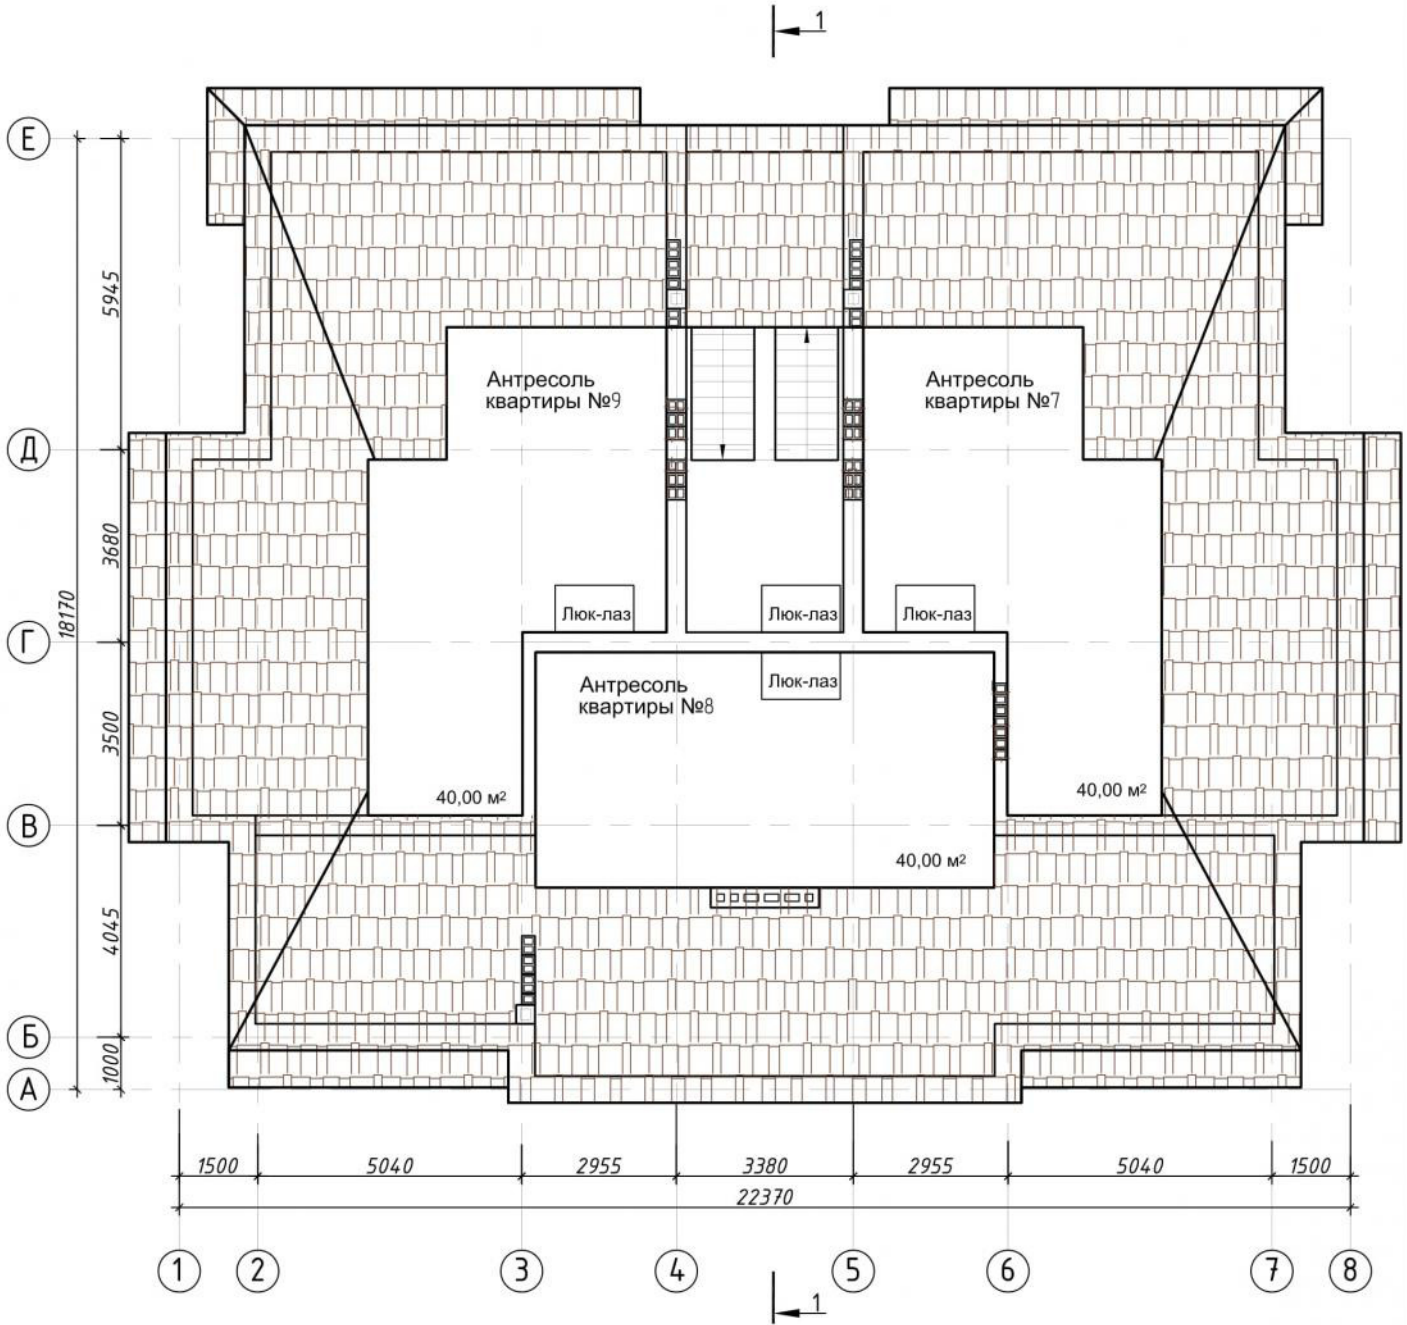 1
Е
Д
Г
В
Б
А
5945
3680
18170
3500
4045
1000
Антресоль
квартиры №9
Антресоль
квартиры №7
Люк-лаз
Люк-лаз
Люк-лаз
Люк-лаз
Антресоль
квартиры №8
40,00 м²
40,00 м²
40,00 м²
1500
5040
2955
3380
2955
5040
1500
22370
1
2
3
4
5
6
7
8
1